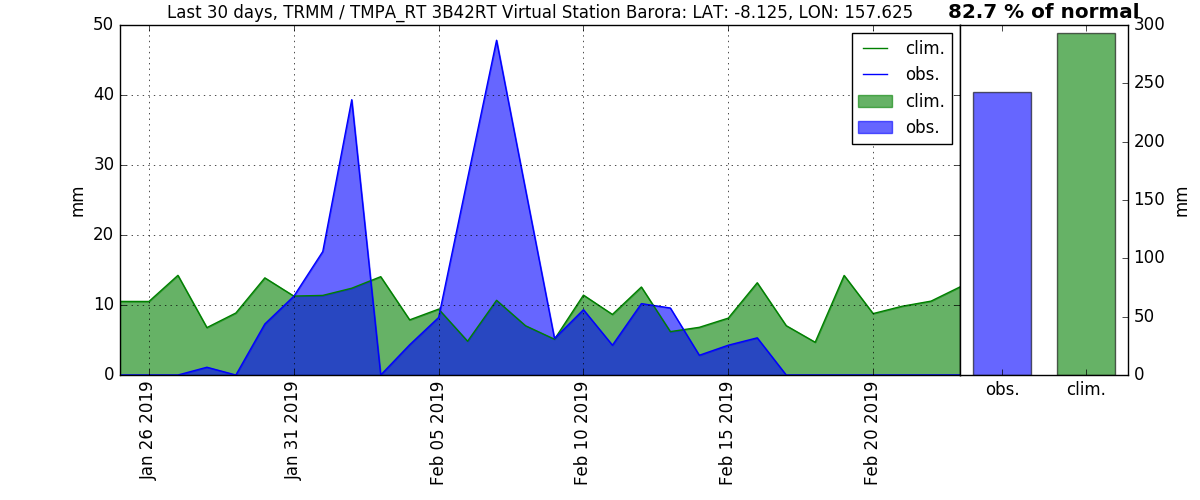 Last 30 days, TRMM / TMPA_RT 3B42RT Virtual Station Barora: LAT: -8.125, LON: 157.625
82.7 % of normal
50
40
30
20
10
0
mm
clim.
obs.
clim.
obs.
300
250
200
150
100
50
0
mm
Jan 26 2019
Jan 31 2019
Feb 05 2019
Feb 10 2019
Feb 15 2019
Feb 20 2019
obs.
clim.